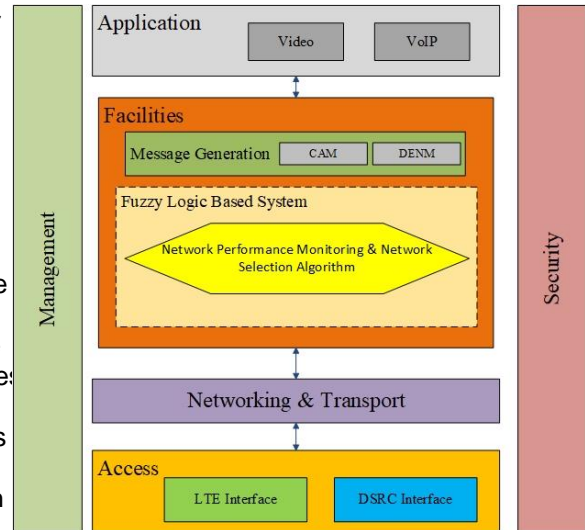 Application
Video
VoIP
Facilities
Message Generation
CAM
DENM
Fuzzy Logic Based System
Network Performance Monitoring & Network
Selection Algorithm
Networking & Transport
Access
LTE Interface
DSRC Interface
Management
Security